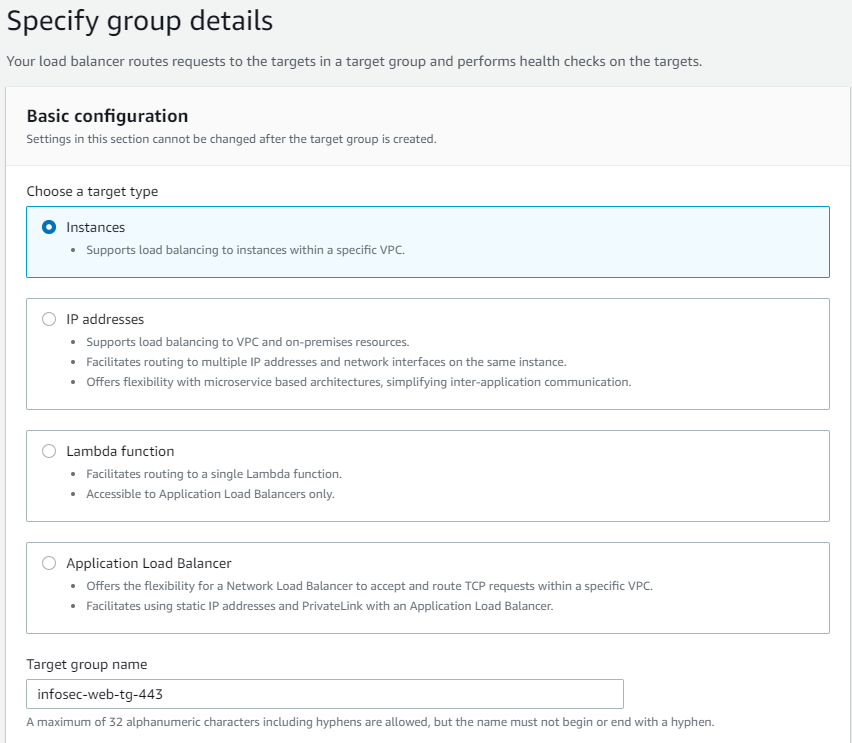 Specify group details
Your load balancer routes requests to the targets in a target group and performs health checks on the targets.
Basic configuration
Settings in this section cannot be changed after the target group is created.
Choose a target type
Instances
• Supports load balancing to instances within a specific VPC.
IP addresses
• Supports load balancing to VPC and on-premises resources.
• Facilitates routing to multiple IP addresses and network interfaces on the same instance.
• Offers flexibility with microservice based architectures, simplifying inter-application communication.
Lambda function
• Facilitates routing to a single Lambda function.
• Accessible to Application Load Balancers only.
Application Load Balancer
• Offers the flexibility for a Network Load Balancer to accept and route TCP requests within a specific VPC.
• Facilitates using static IP addresses and PrivateLink with an Application Load Balancer.
Target group name
infosec-web-tg-443
A maximum of 32 alphanumeric characters including hyphens are allowed, but the name must not begin or end with a hyphen.